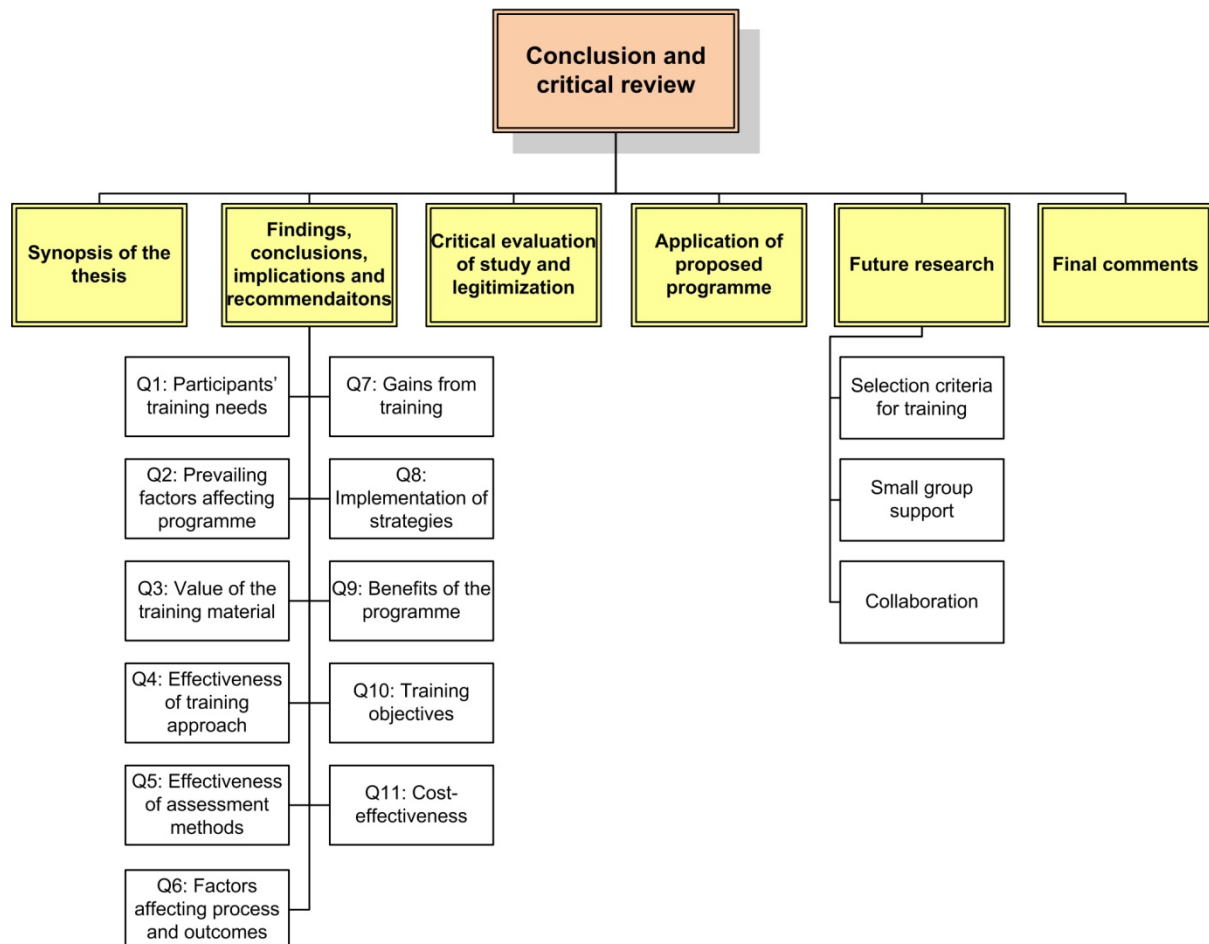 Conclusion and
critical review
Synopsis of the
thesis
Findings,
conclusions,
implications and
recommendaitons
Critical evaluation
of study and
legitimization
Application of
proposed
programme
Future research
Final comments
Q1: Participants’
training needs
Q2: Prevailing
factors affecting
programme
Q3: Value of the
training material
Q4: Effectiveness
of training
approach
Q5: Effectiveness
of assessment
methods
Q6: Factors
affecting process
and outcomes
Q7: Gains from
training
Q8:
Implementation of
strategies
Q9: Benefits of the
programme
Q10: Training
objectives
Q11: Cost-
effectiveness
Selection criteria
for training
Small group
support
Collaboration